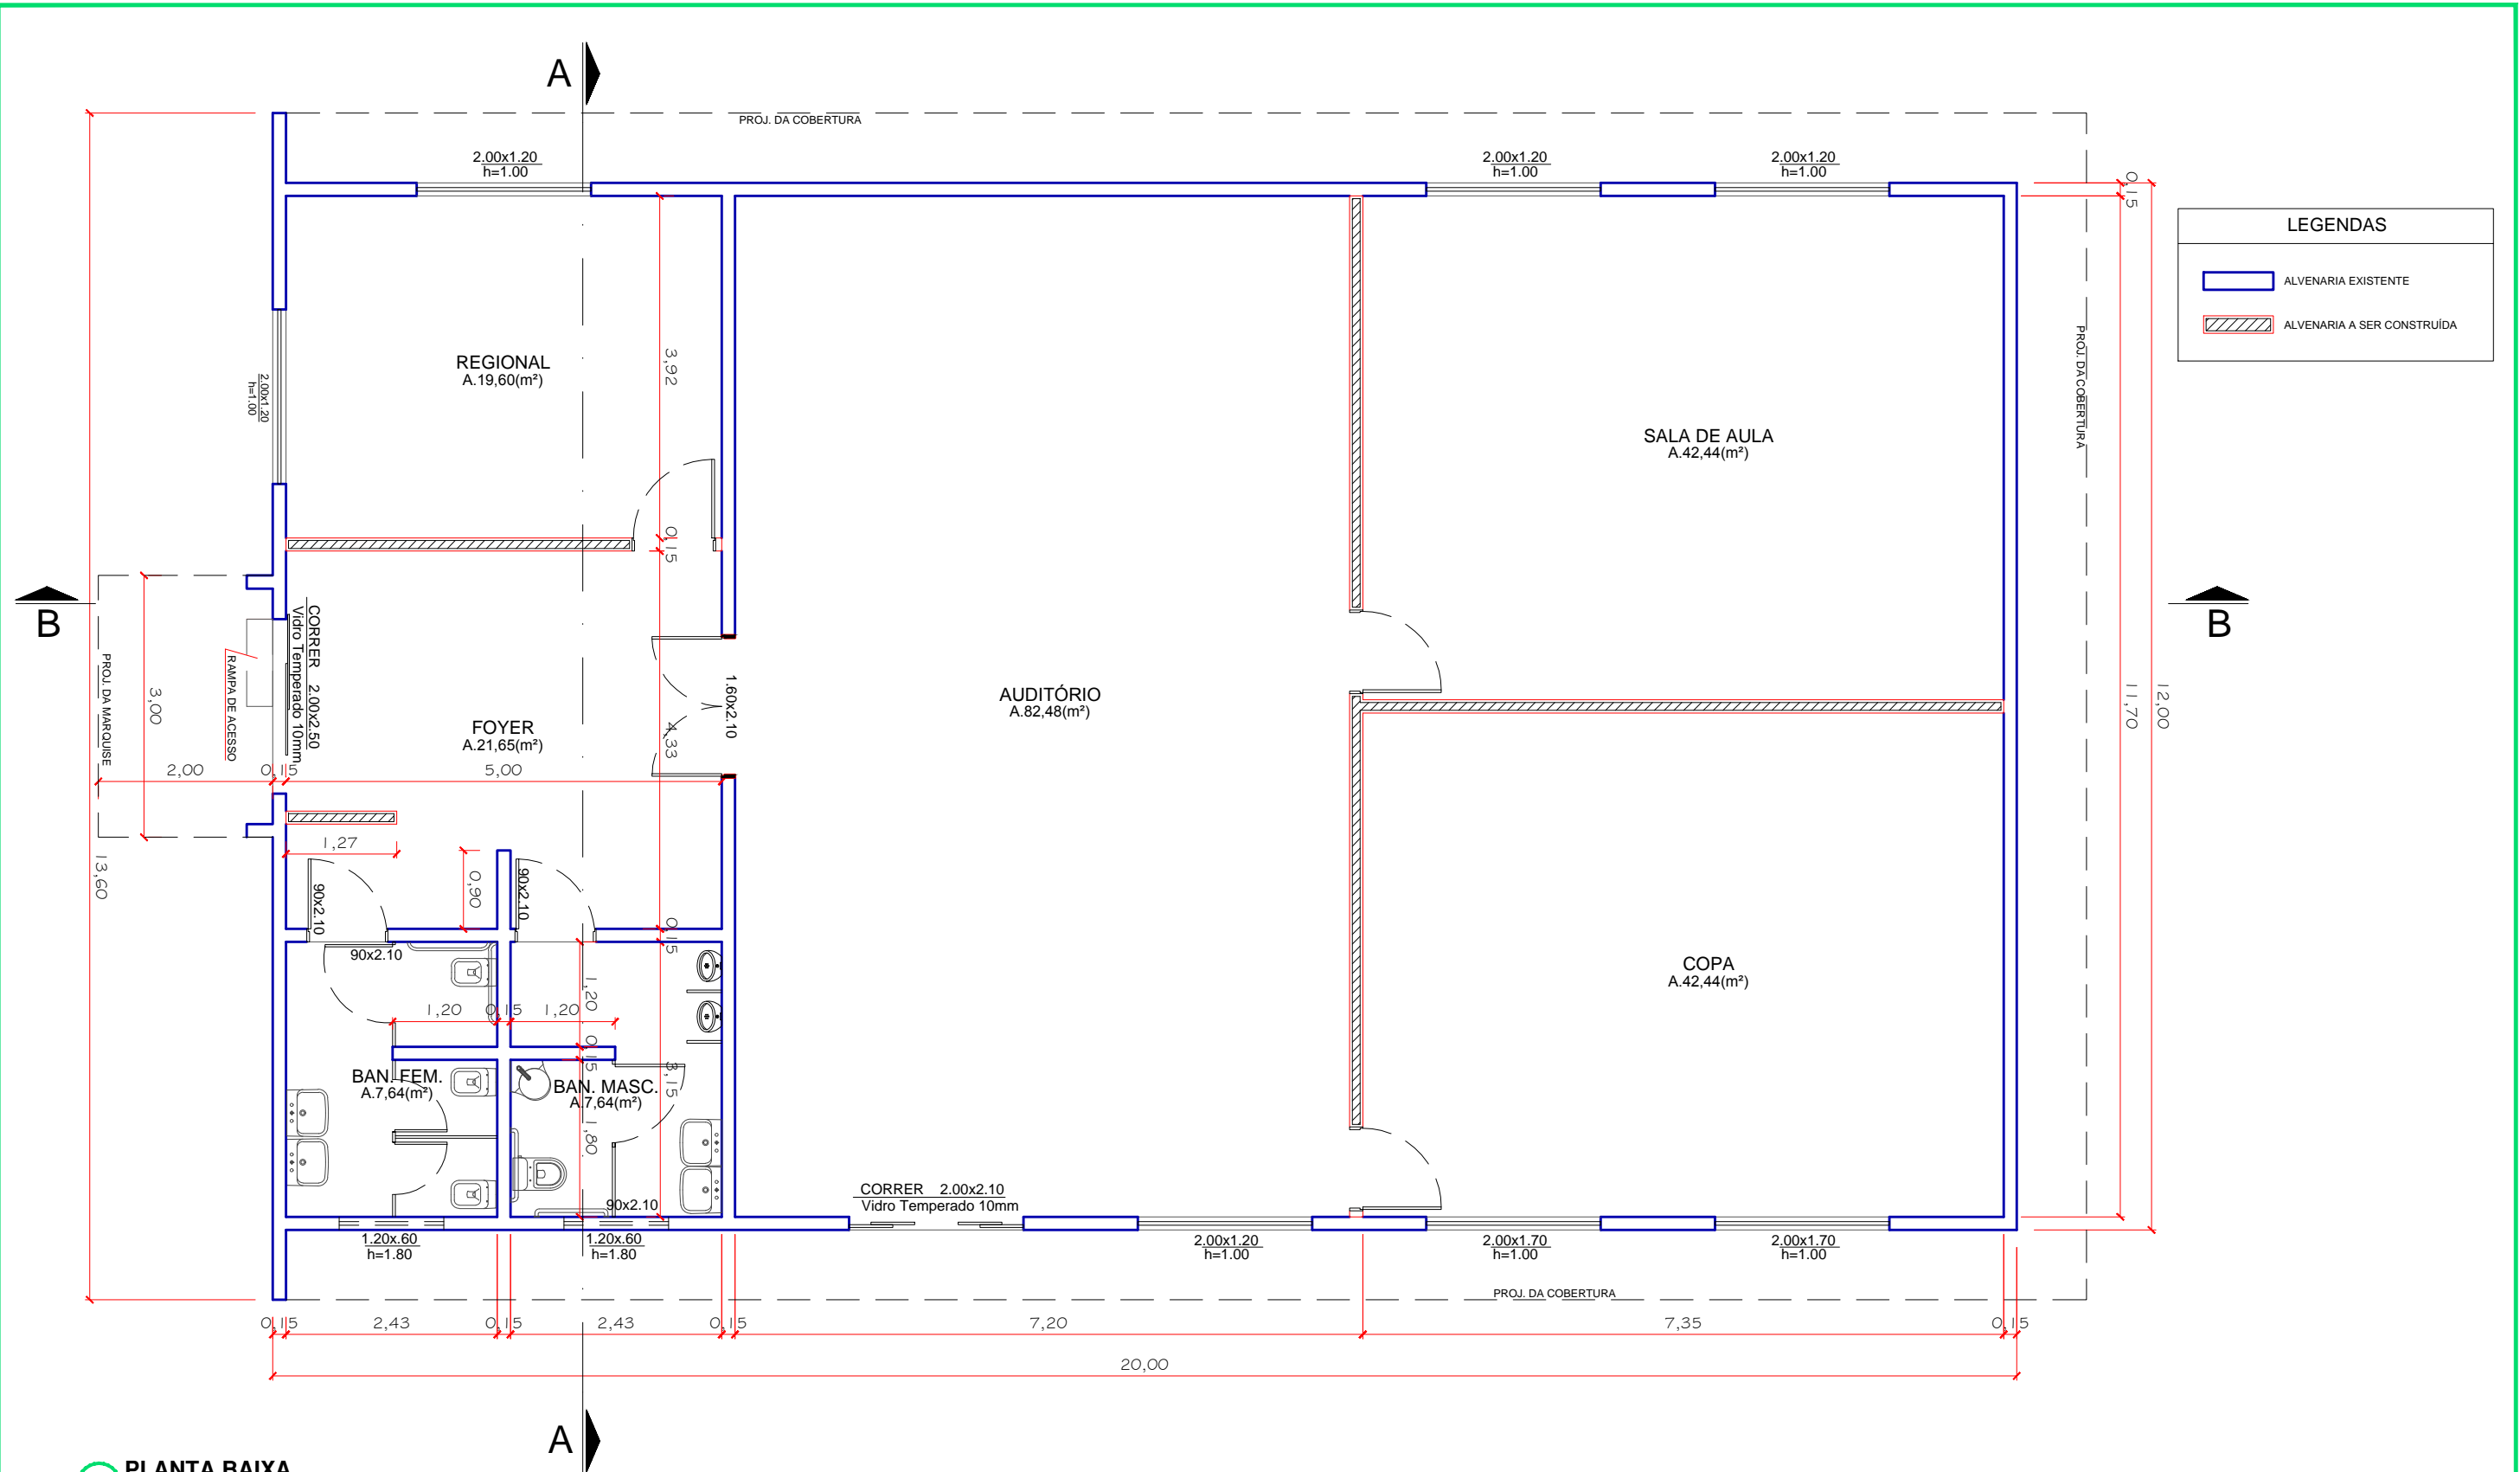 A
PROJ. DA COBERTURA
2.00x1.20
h=1.00
2.00x1.20
h=1.00
2.00x1.20
h=1.00
0,15
LEGENDAS
ALVENARIA EXISTENTE
ALVENARIA A SER CONSTRUÍDA
PROJ. DA COBERTURA
3,92
REGIONAL
A.19,60(m²)
2.00x1.20
h=1.00
SALA DE AULA
A.42,44(m²)
0,15
B
B
CORRER 2.00x2.50
Vidro Temperado 10mm
RAMPA DE ACESSO
PROJ. DA MARQUISE
3,00
1.60x2.10
AUDITÓRIO
A.82,48(m²)
12,00
11,70
FOYER
A.21,65(m²)
4,33
2,00
0,15
5,00
1,27
13,60
0,90
90x2.10
90x2.10
0,15
90x2.10
COPA
A.42,44(m²)
1,20
1,20
0,15
1,20
0,15
3,15
BAN. FEM.
A.7,64(m²)
BAN. MASC.
A.7,64(m²)
1,80
90x2.10
CORRER 2.00x2.10
Vidro Temperado 10mm
1.20x.60
h=1.80
1.20x.60
h=1.80
2.00x1.20
h=1.00
2.00x1.70
h=1.00
2.00x1.70
h=1.00
PROJ. DA COBERTURA
0,15
2,43
0,15
2,43
0,15
7,20
7,35
0,15
20,00
A
PLANTA BAIXA